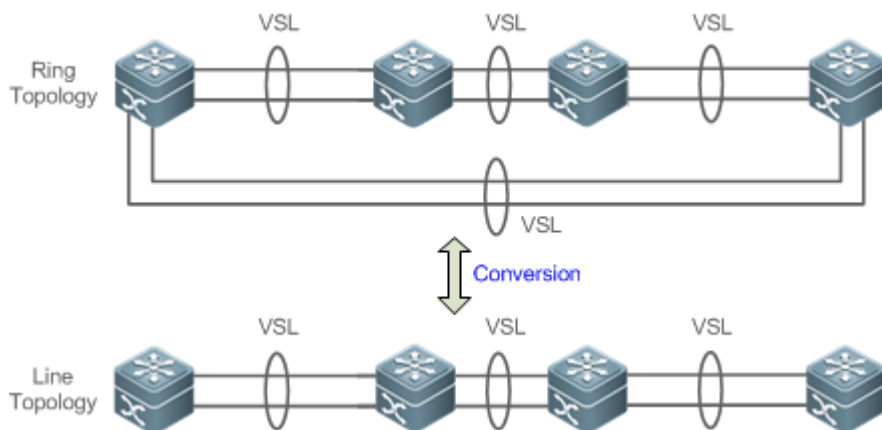 VSL VSL VSL
Ring
Topology
VSL
Conversion
VSL VSL VSL
Line
Topology